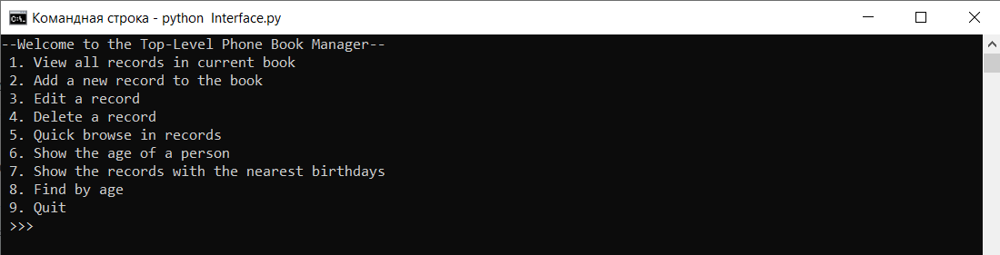 Командная строка - python  Interface.py
--Welcome to the Top-Level Phone Book Manager--
1. View all records in current book
2. Add a new record to the book
3. Edit a record
4. Delete a record
5. Quick browse in records
6. Show the age of a person
7. Show the records with the nearest birthdays
8. Find by age
9. Quit
>>>